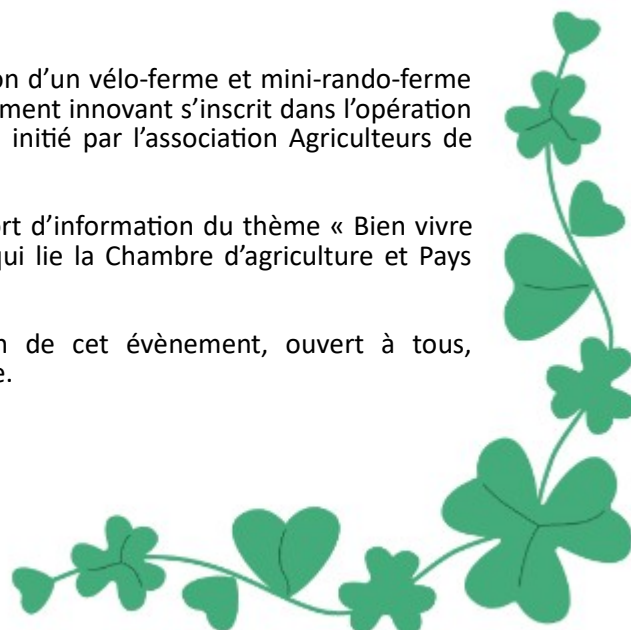 on d’un vélo-ferme et mini-rando-ferme
ment innovant s’inscrit dans l’opération
initié par l’association Agriculteurs de
rt d’information du thème « Bien vivre
qui lie la Chambre d’agriculture et Pays
n de cet évènement, ouvert à tous,
e.